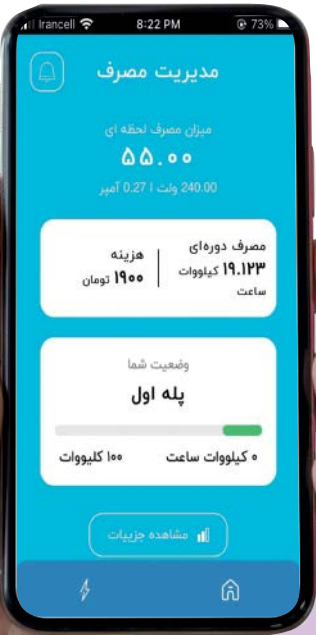 Irancell 8:22 PM 73%
مدیریت مصرف
میزان مصرف لحظه ای
۵۵.۰۰
240.00 ولت | 0.27 آمپر
مصرف دوره‌ای
۱۹.۱۲۳ کیلووات
ساعت
هزینه
۱۹۰۰ تومان
وضعیت شما
پله اول
۰ کیلووات ساعت
۱۰۰ کلیووات
مشاهده جزییات